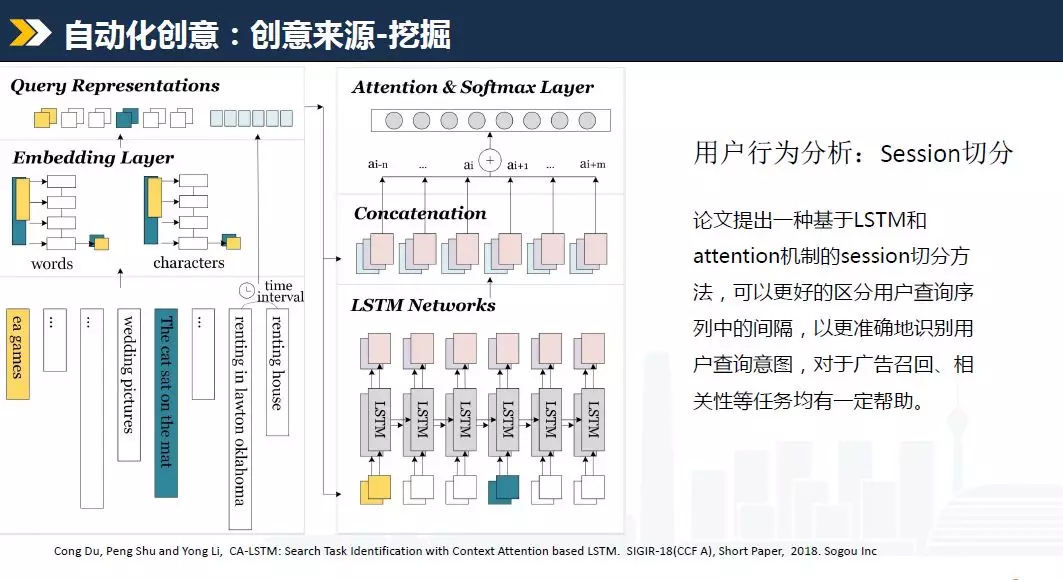 自动化创意：创意来源-挖掘
Query Representations
Embedding Layer
words
characters
time
interval
ea games
...
...
wedding pictures
The cat sat on the mat
...
renting in lawton oklahoma
renting house
Attention & Softmax Layer
ai-n
...
ai
+
ai+1
...
ai+m
Concatenation
LSTM Networks
LSTM
LSTM
LSTM
LSTM
LSTM
LSTM
用户行为分析：Session切分
论文提出一种基于LSTM和
attention机制的session切分方
法，可以更好的区分用户查询序
列中的间隔，以更准确地识别用
户查询意图，对于广告召回、相
关性等任务均有一定帮助。
Cong Du, Peng Shu and Yong Li, CA-LSTM: Search Task Identification with Context Attention based LSTM. SIGIR-18(CCF A), Short Paper, 2018. Sogou Inc